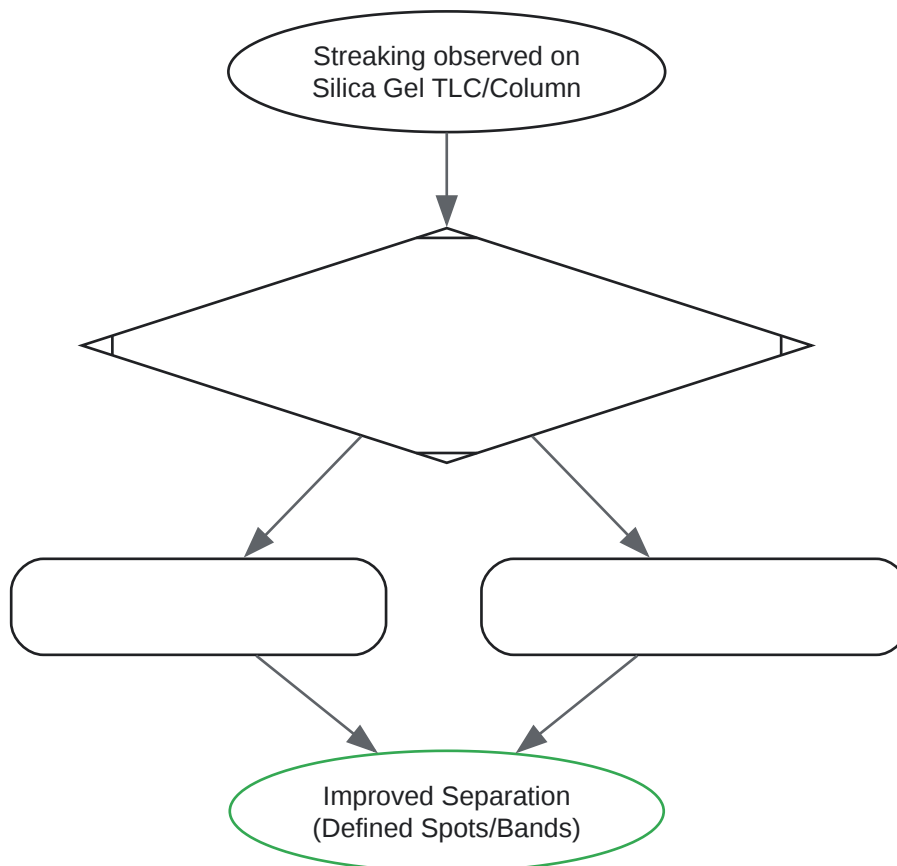 Streaking observed on
Silica Gel TLC/Column
Improved Separation
(Defined Spots/Bands)